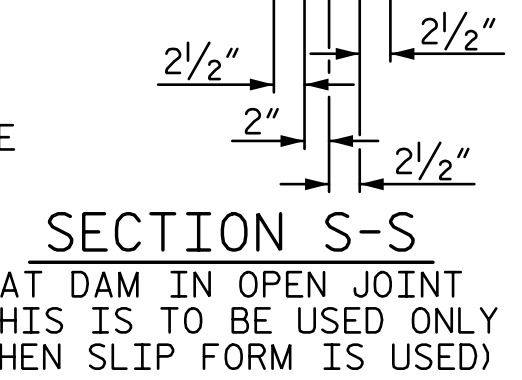 2½"
2½"
2"
E
2½"
SECTION S-S
AT DAM IN OPEN JOINT
HIS IS TO BE USED ONLY
HEN SLIP FORM IS USED)